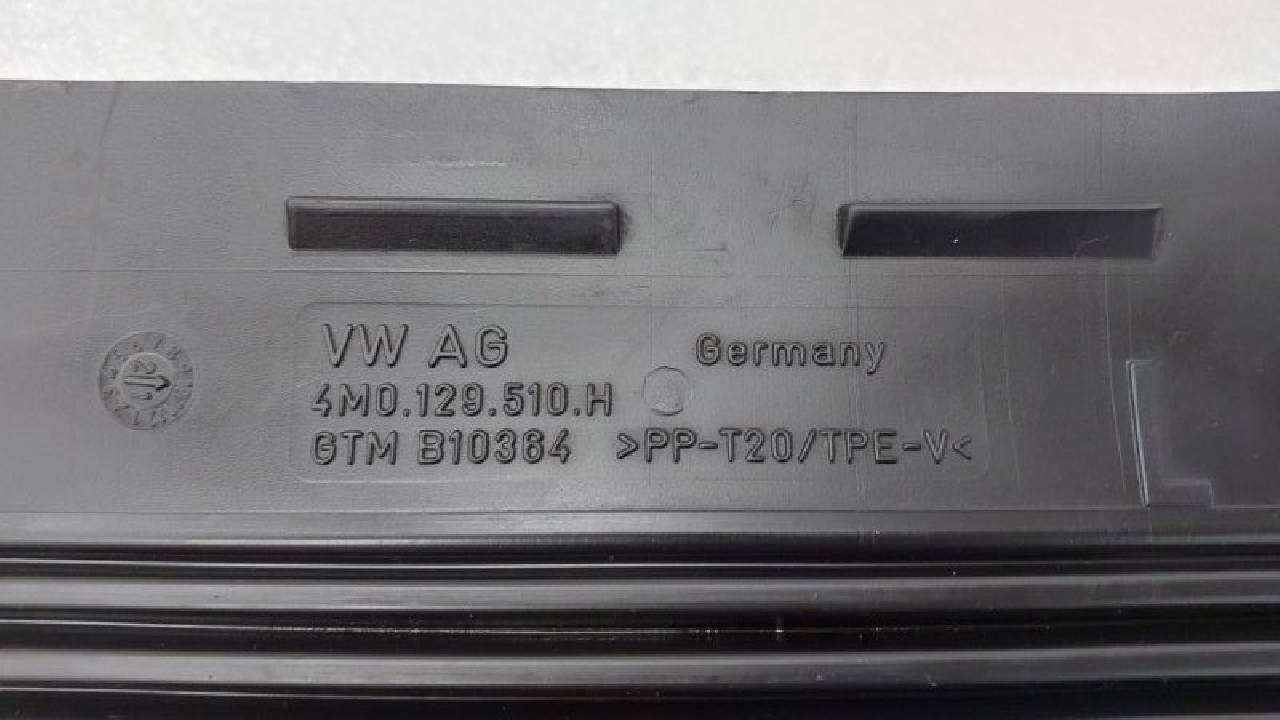 VW AG Germany
4M0.129.510.H
GTM B10364 >PP-T20/TPE-V<